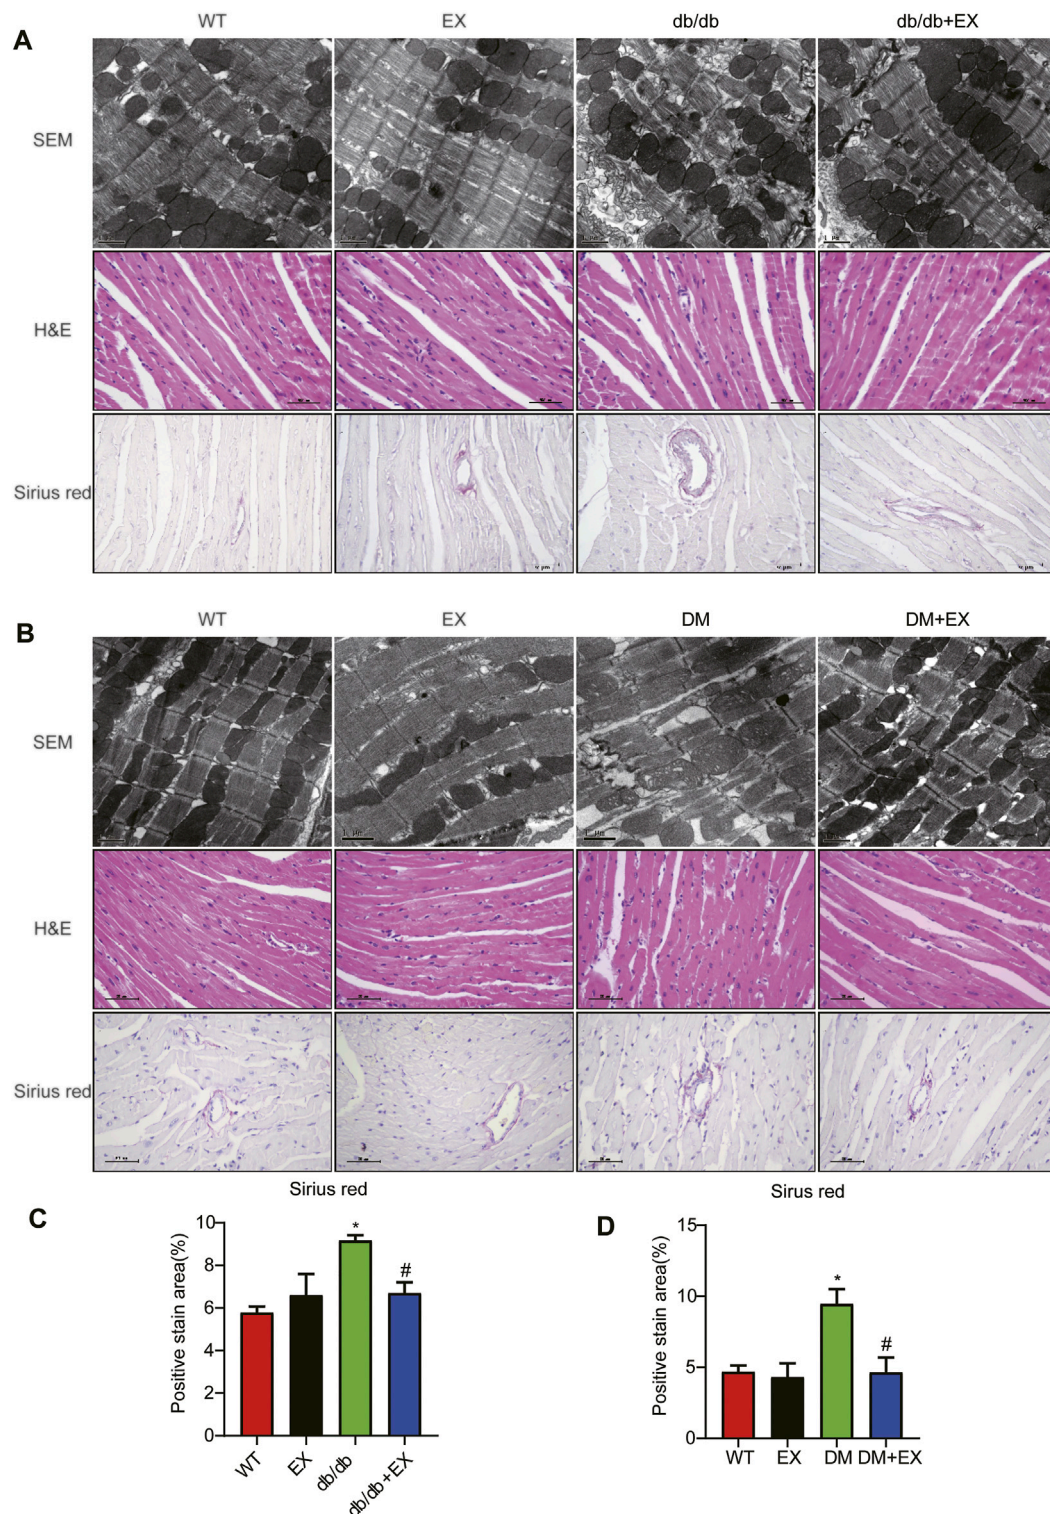 WT EX db/db db/db+EX
A
SEM
H&E
Sirius red
WT EX DM DM+EX
B
SEM
1 μm
H&E
Sirius red
Sirius red
Sirus red
C
Positive stain area(%)
10
8
6
4
2
0
*
#
WT EX db/db db/db+EX
D
Positive stain area(%)
15
10
5
0
*
#
WT EX DM DM+EX